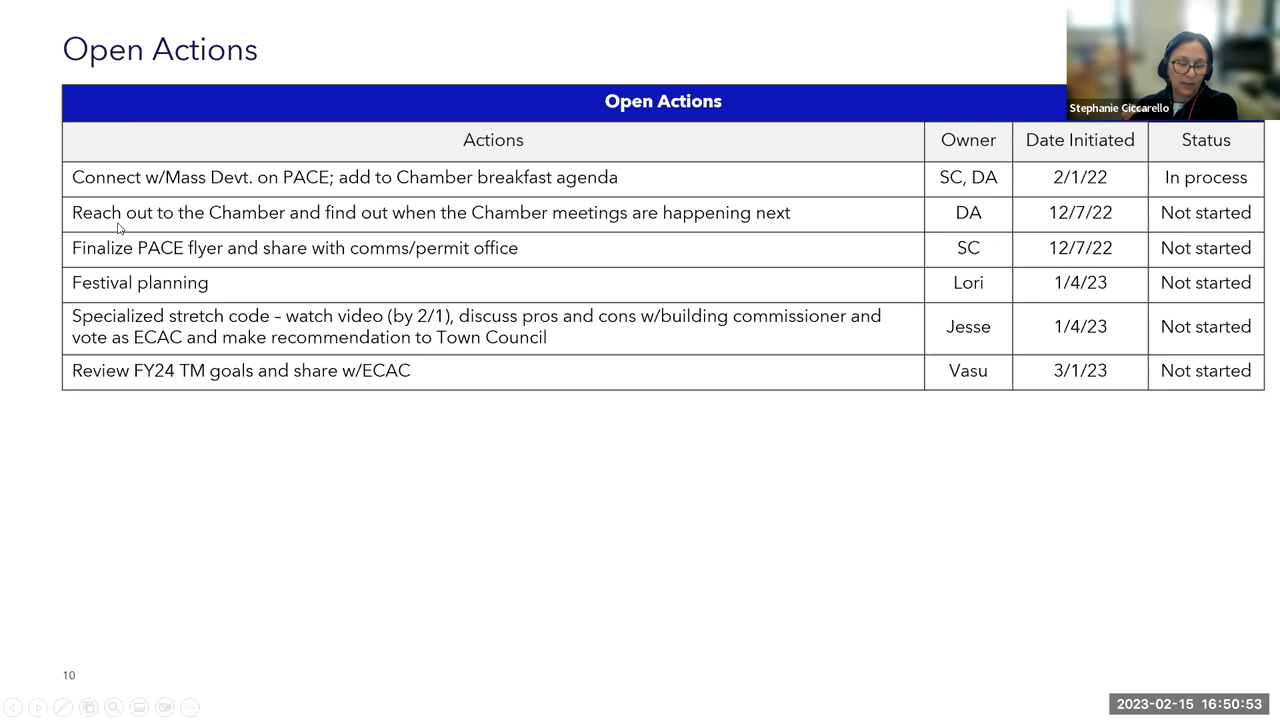 Open Actions
Stephanie Ciccarello
Open Actions
Actions Owner Date Initiated Status
Connect w/Mass Devt. on PACE; add to Chamber breakfast agenda SC, DA 2/1/22 In process
Reach out to the Chamber and find out when the Chamber meetings are happening next DA 12/7/22 Not started
Finalize PACE flyer and share with comms/permit office SC 12/7/22 Not started
Festival planning Lori 1/4/23 Not started
Specialized stretch code – watch video (by 2/1), discuss pros and cons w/building commissioner and
vote as ECAC and make recommendation to Town Council Jesse 1/4/23 Not started
Review FY24 TM goals and share w/ECAC Vasu 3/1/23 Not started
10
2023-02-15 16:50:53